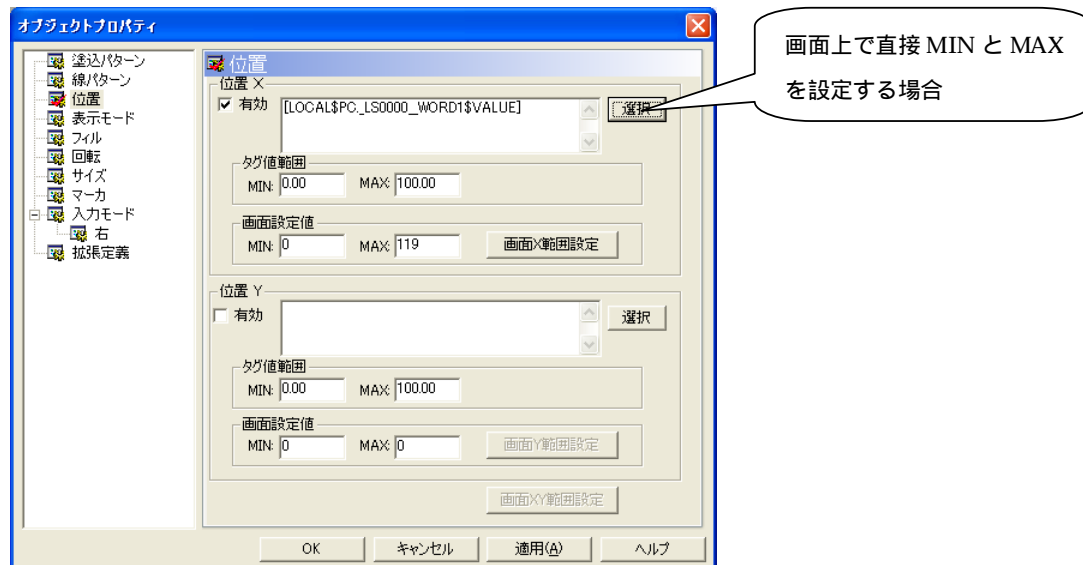 オブジェクトプロパティ
塗込パターン
線パターン
位置
表示モード
フィル
回転
サイズ
マーカ
入力モード
右
拡張定義
位置
位置 X
有効
[LOCAL$PC._LS0000__WORD1$VALUE]
選択
タグ値範囲
MIN: 0.00 MAX: 100.00
画面設定値
MIN: 0 MAX: 119 画面X範囲設定
位置 Y
有効
選択
タグ値範囲
MIN: 0.00 MAX: 100.00
画面設定値
MIN: 0 MAX: 0 画面Y範囲設定
画面XY範囲設定
OK キャンセル 適用(A) ヘルプ
画面上で直接 MIN と MAX
を設定する場合